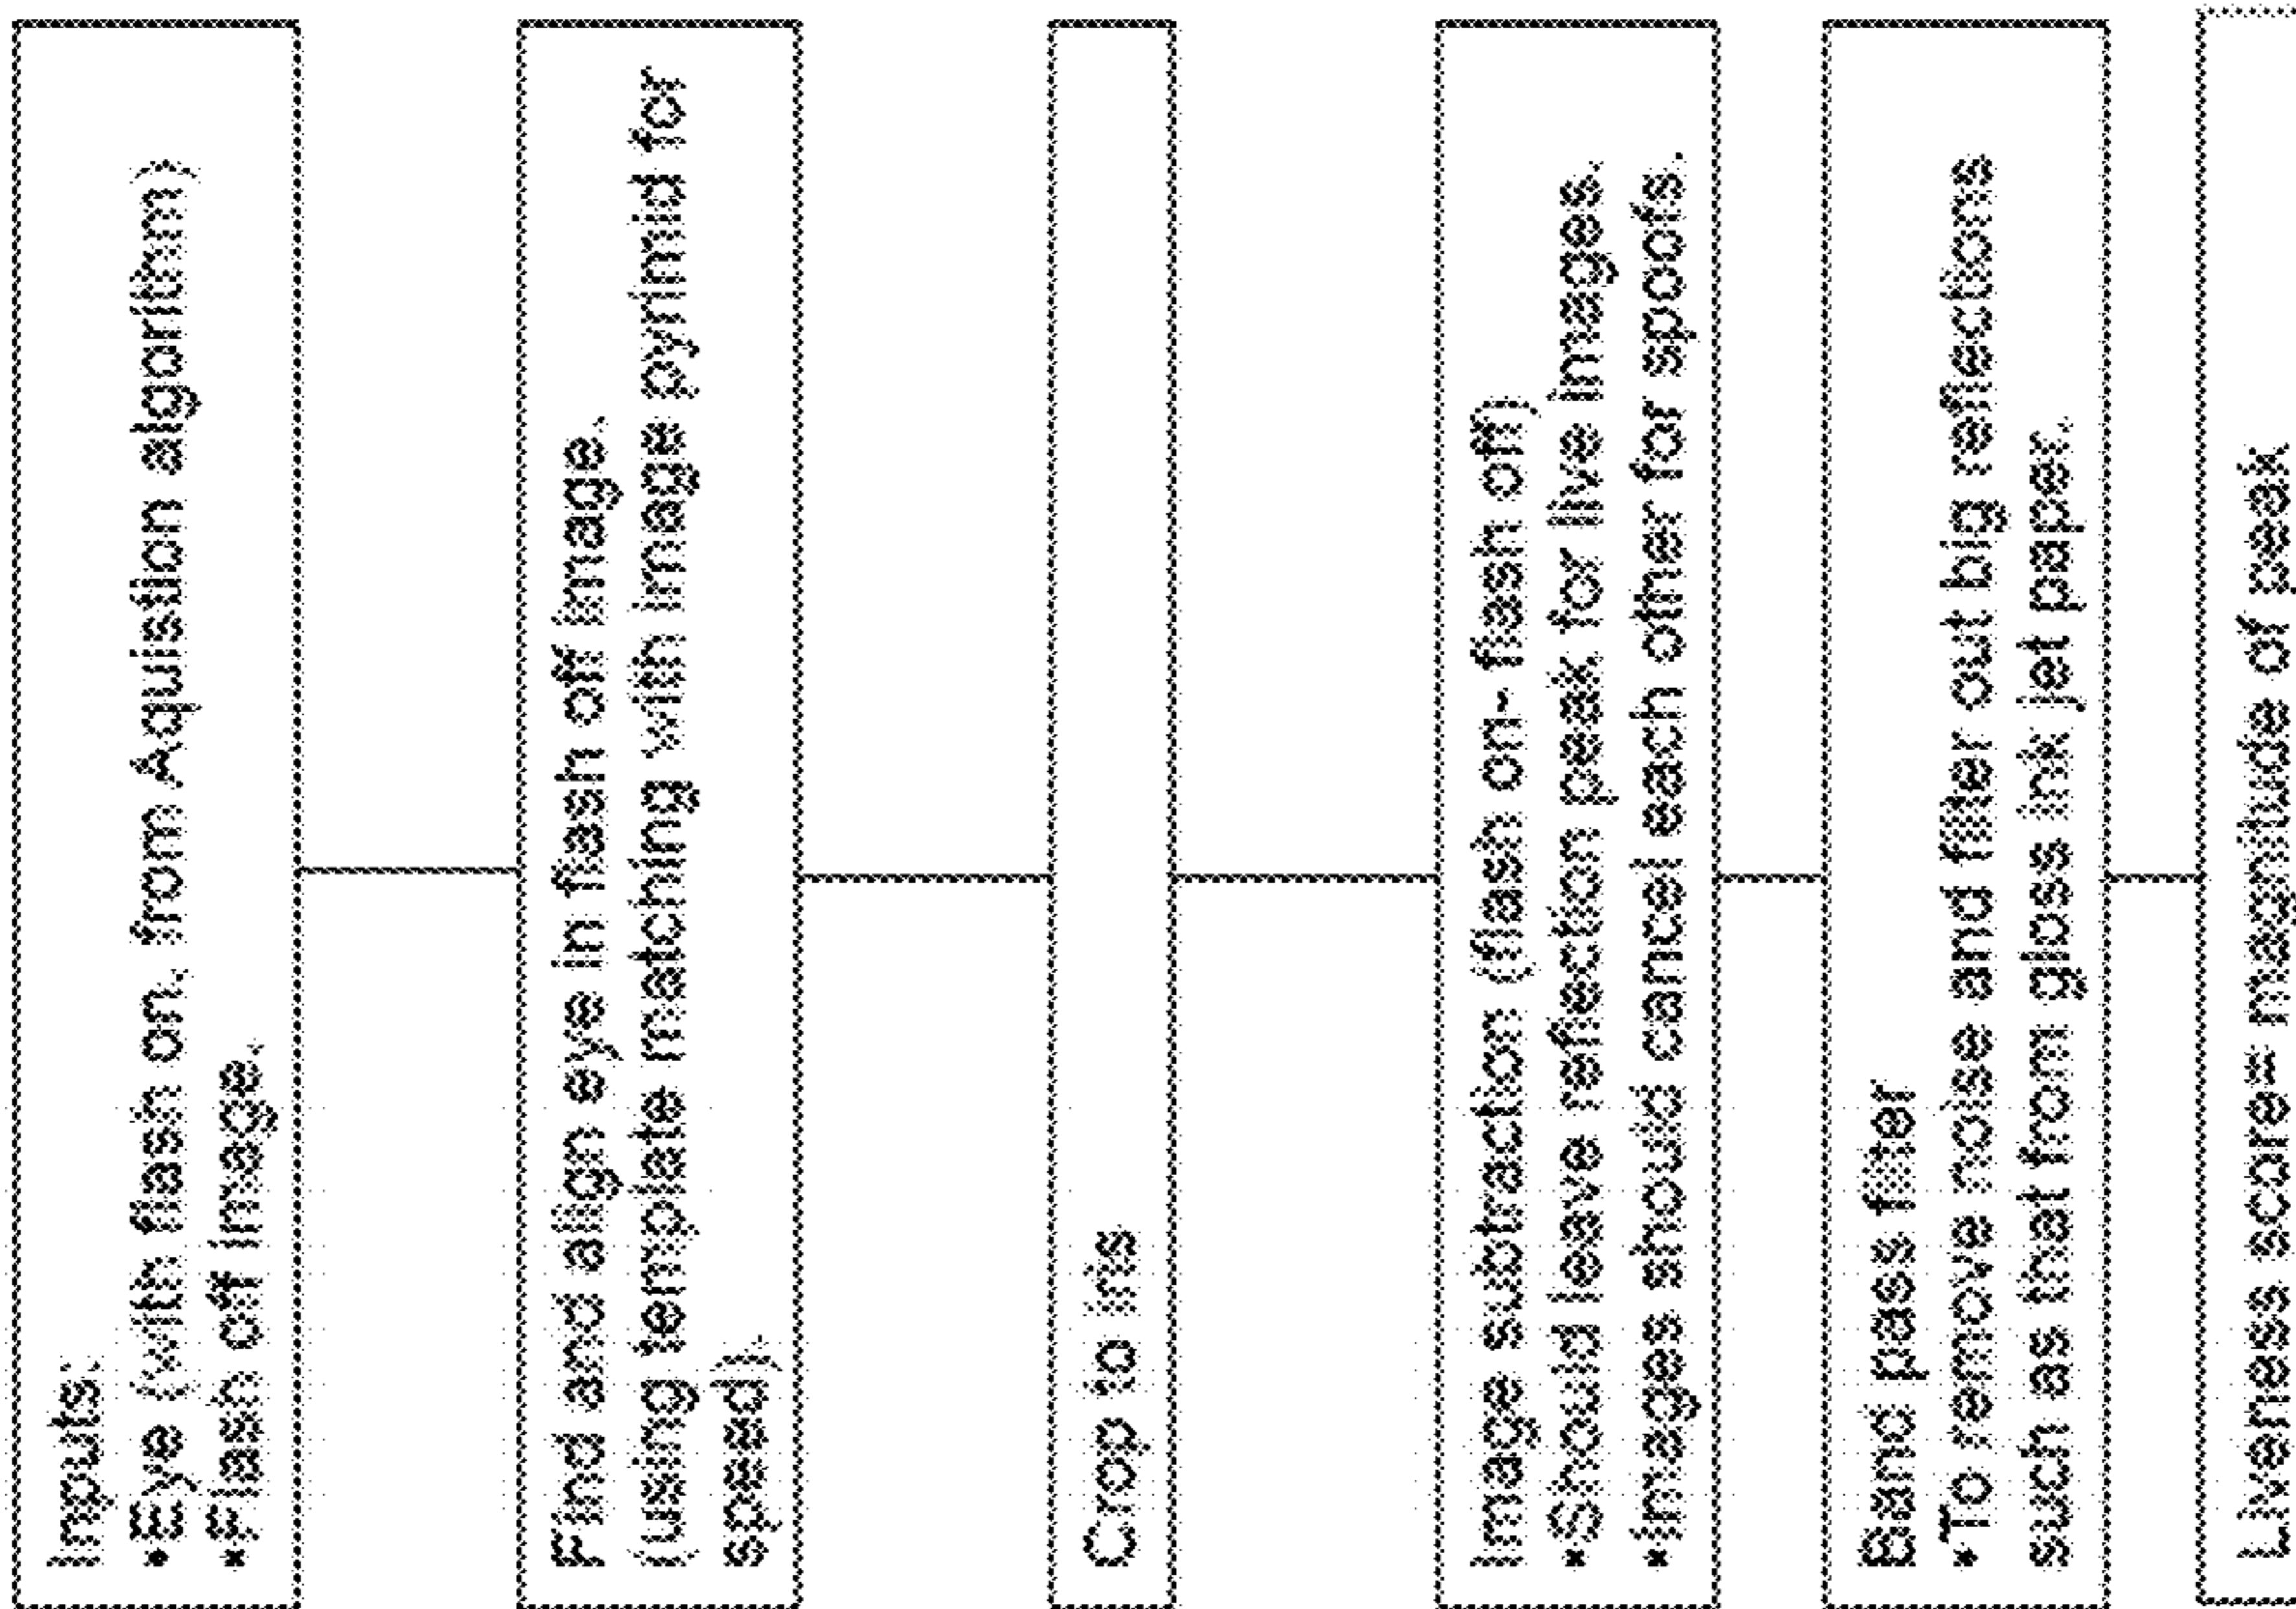 Inputs:
•Eye (with flash on, from Aquistion algorithm)
•Flash off image.
Find and align eye in flash off image.
(using template matching with image pyrimid for
speed).
Crop to iris
Image subtraction (flash on- flash off)
•Should leave reflection peak for live images.
•Images should cancel each other for spoofs.
Band pass filter
•To remove noise and filter out big reflections
such as that from gloss ink jet paper.
Liveness score= magnitude of peak